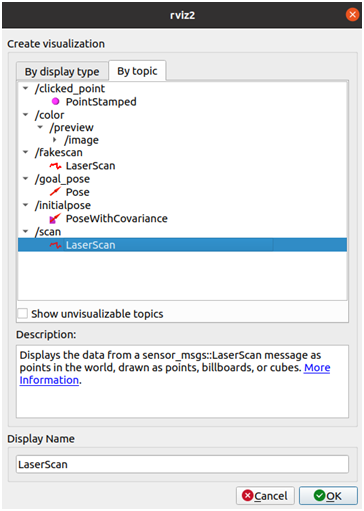 rviz2
Create visualization
By display type
By topic
/clicked_point
PointStamped
/color
/preview
/image
/fakescan
LaserScan
/goal_pose
Pose
/initialpose
PoseWithCovariance
/scan
LaserScan
Show unvisualizable topics
Description:
Displays the data from a sensor_msgs::LaserScan message as
points in the world, drawn as points, billboards, or cubes. More
Information.
Display Name
LaserScan
Cancel
OK